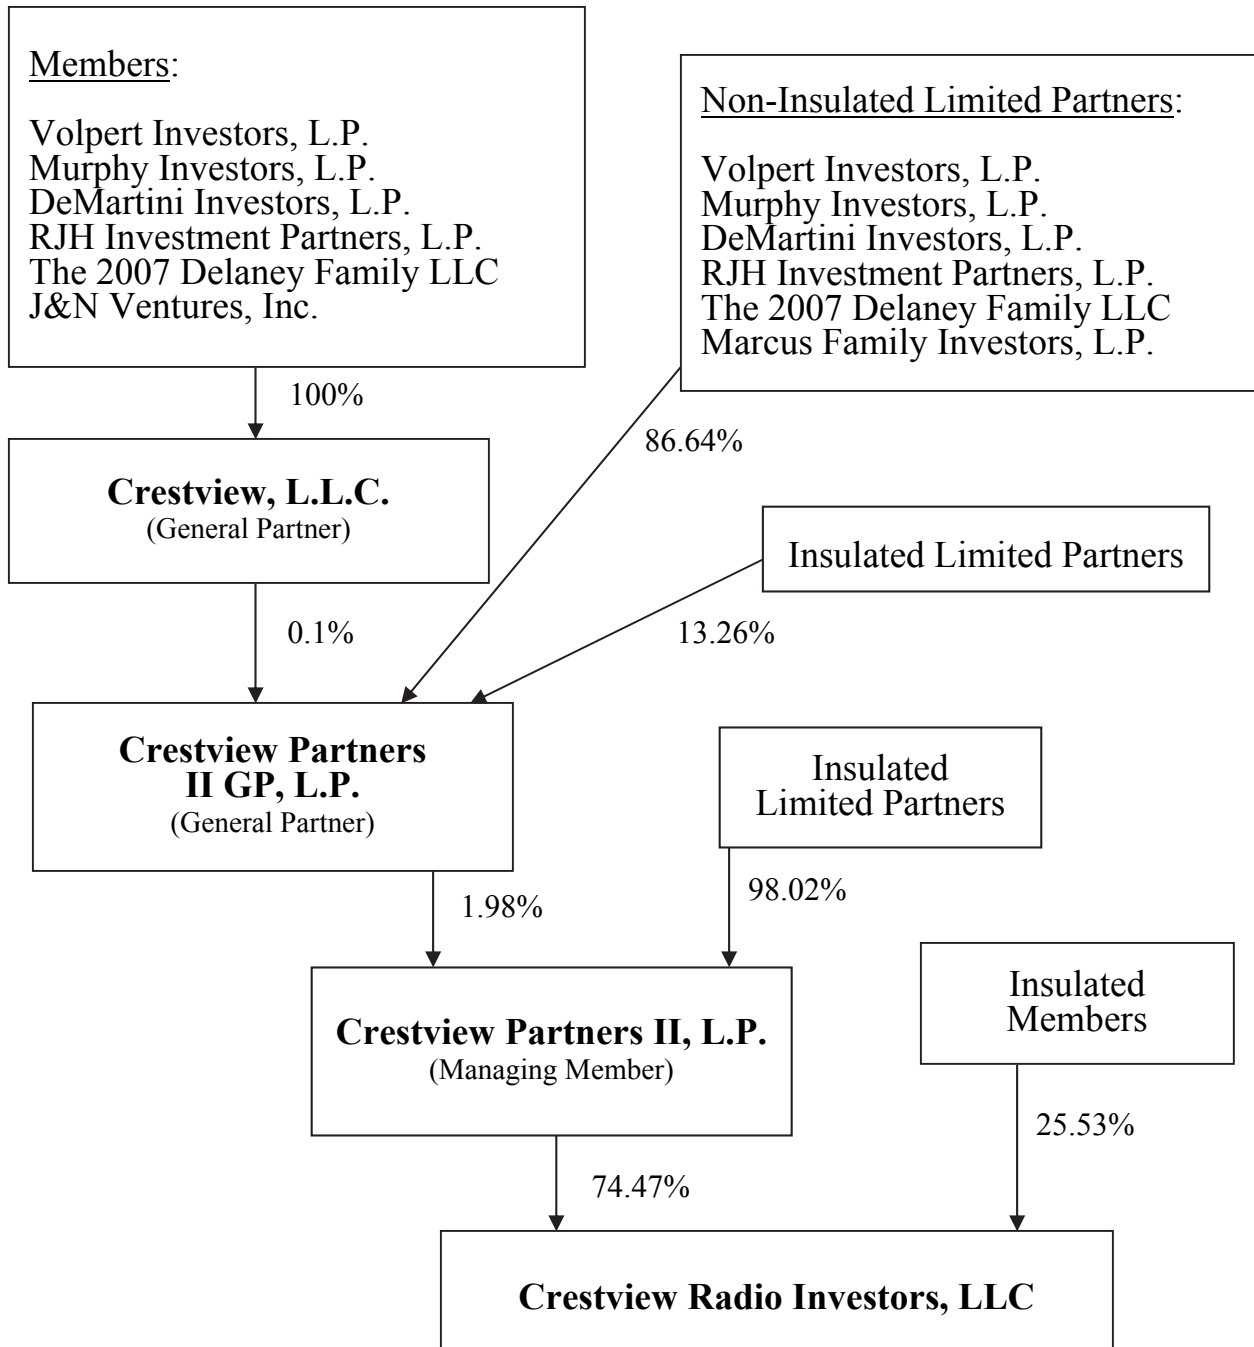 Members:
Volpert Investors, L.P.
Murphy Investors, L.P.
DeMartini Investors, L.P.
RJH Investment Partners, L.P.
The 2007 Delaney Family LLC
J&N Ventures, Inc.
Non-Insulated Limited Partners:
Volpert Investors, L.P.
Murphy Investors, L.P.
DeMartini Investors, L.P.
RJH Investment Partners, L.P.
The 2007 Delaney Family LLC
Marcus Family Investors, L.P.
100%
86.64%
Crestview, L.L.C.
(General Partner)
Insulated Limited Partners
0.1%
13.26%
Crestview Partners
II GP, L.P.
(General Partner)
Insulated
Limited Partners
1.98%
98.02%
Crestview Partners II, L.P.
(Managing Member)
Insulated
Members
74.47%
25.53%
Crestview Radio Investors, LLC